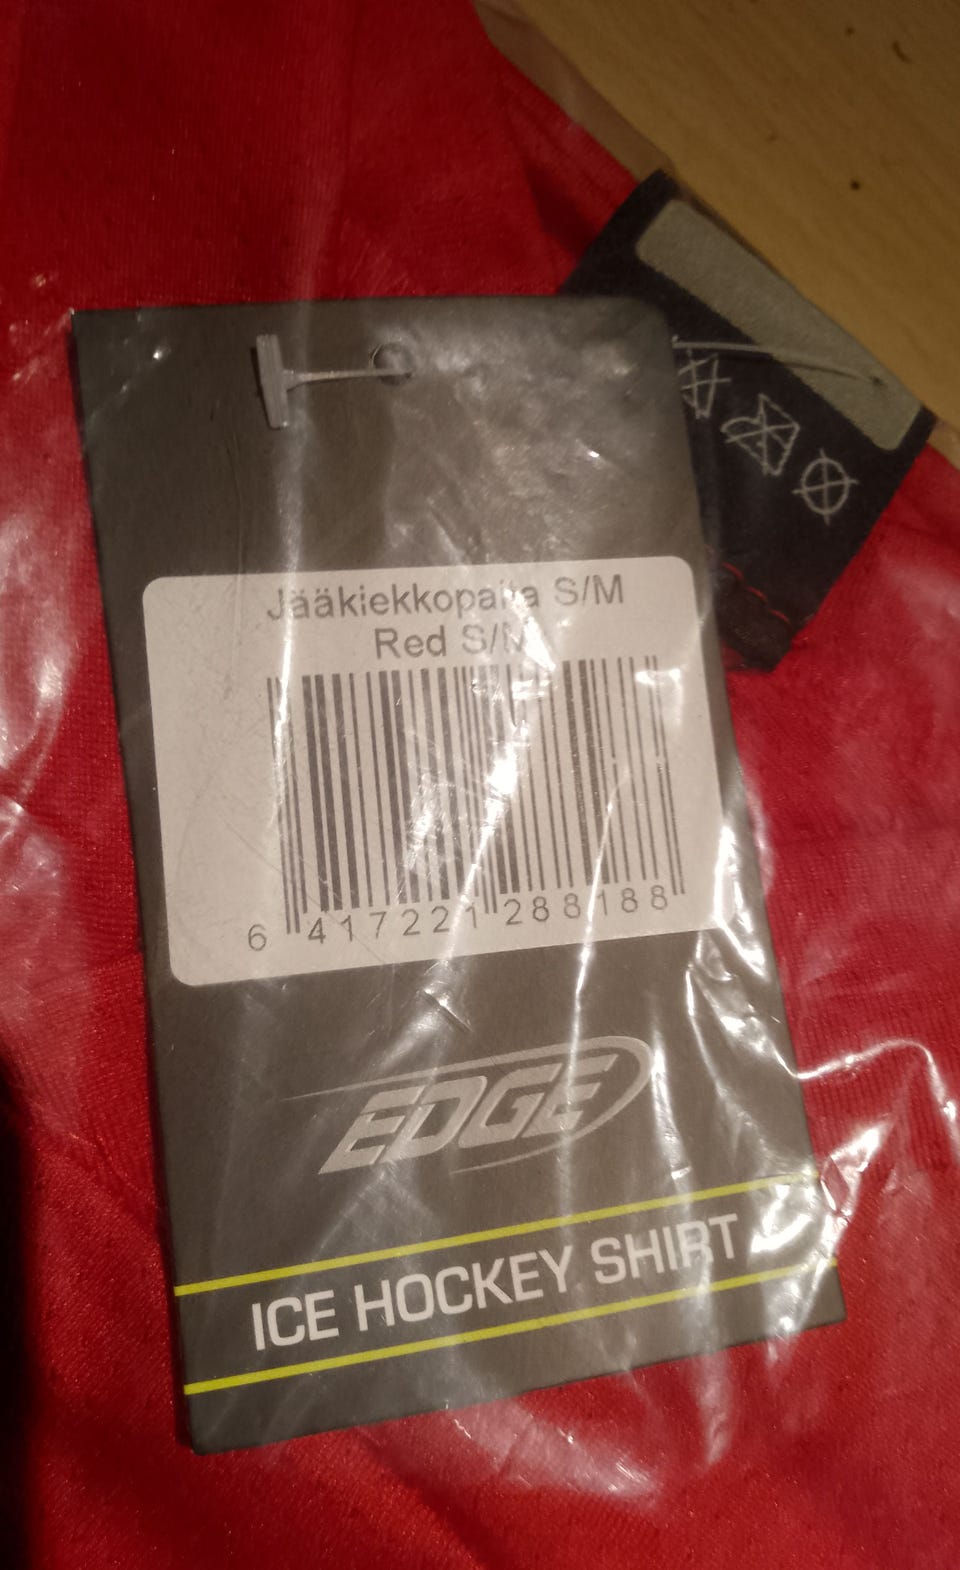 Jääkiekkopaita S/M
Red S/M
6 417221 288188
EDGE
ICE HOCKEY SHIRT